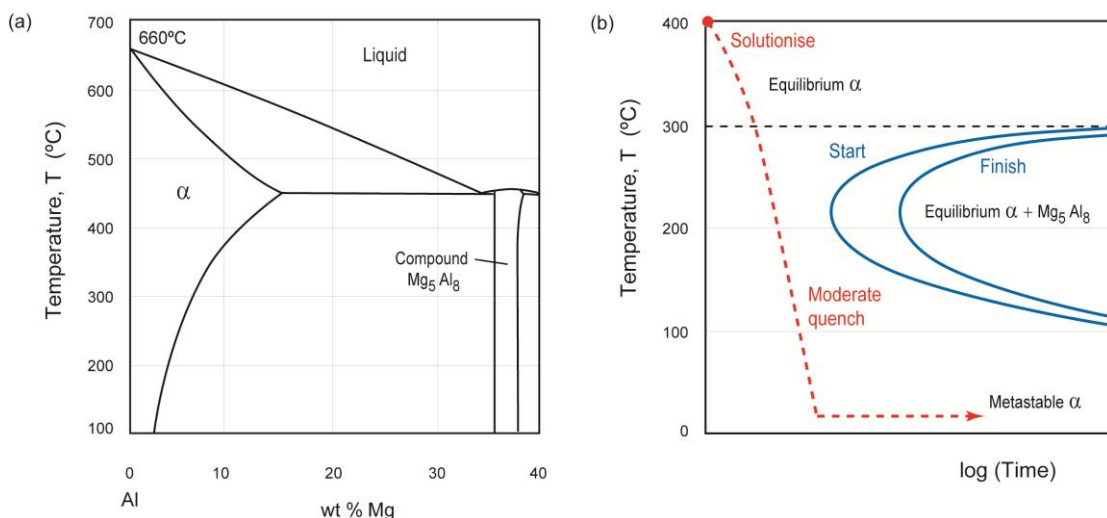 (a)
700
600
500
400
300
200
100
Temperature, T (ºC)
660ºC
Liquid
α
Compound
Mg5 Al8
0
10
20
30
40
Al
wt % Mg
(b)
400
300
200
100
0
Temperature, T (ºC)
Solutionise
Equilibrium α
Start
Finish
Equilibrium α + Mg5 Al8
Moderate
quench
Metastable α
log (Time)